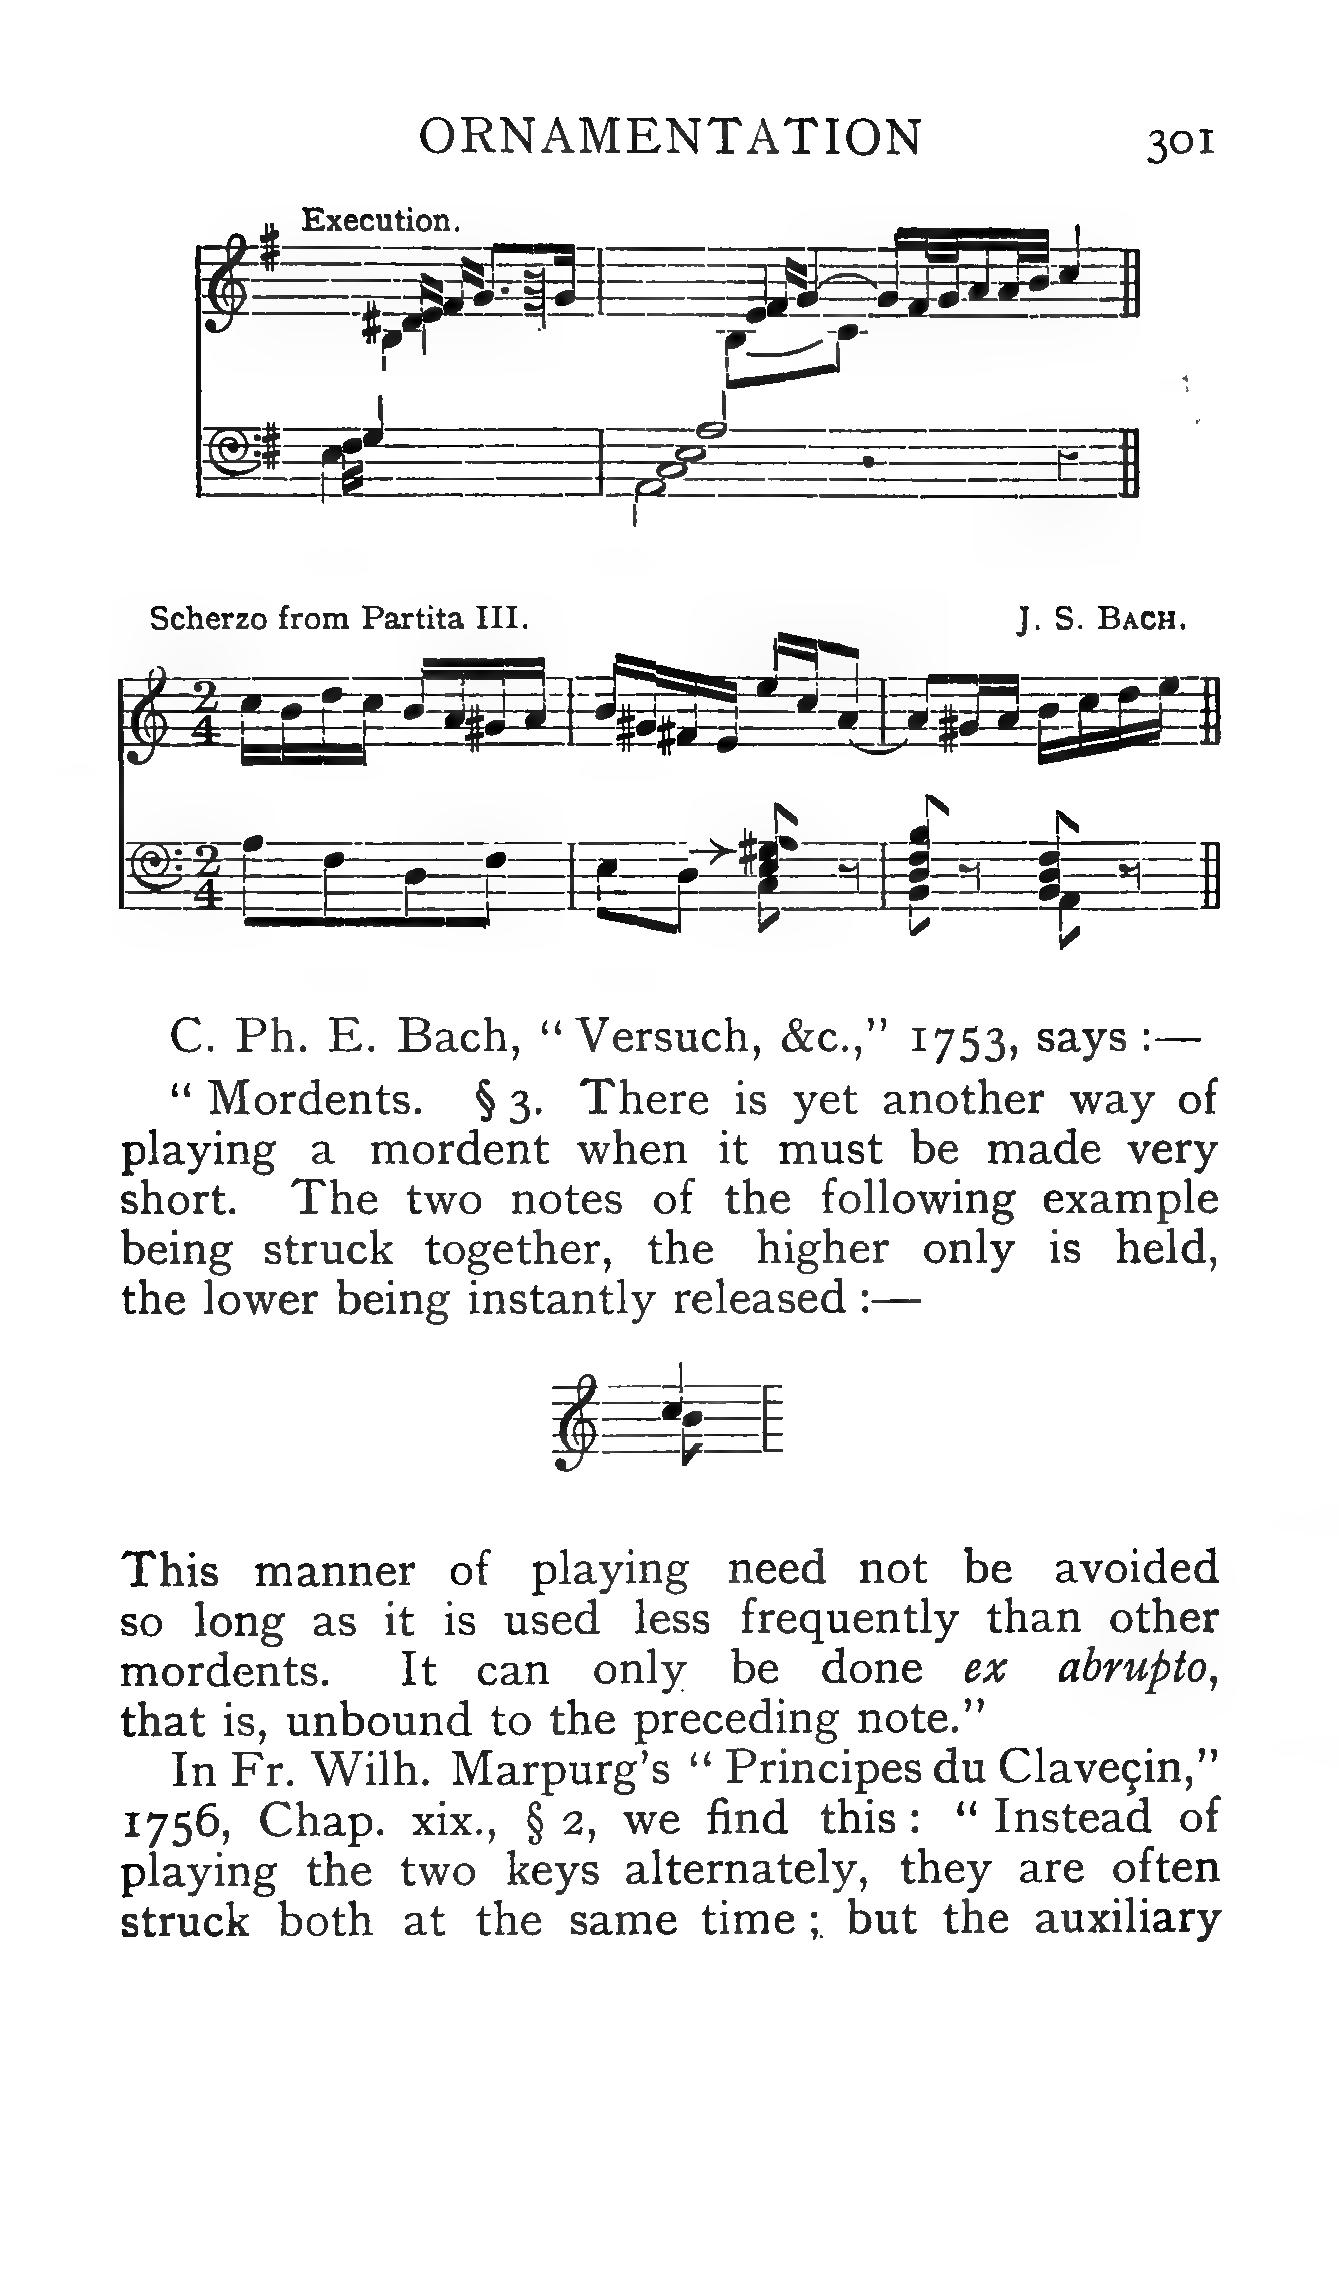 ORNAMENTATION 301
Execution.
Scherzo from Partita III. J. S. BACH.
2 4
2 4
C. Ph. E. Bach, “ Versuch, &c.,” 1753, says :—
“ Mordents. § 3. There is yet another way of
playing a mordent when it must be made very
short. The two notes of the following example
being struck together, the higher only is held,
the lower being instantly released :—
This manner of playing need not be avoided
so long as it is used less frequently than other
mordents. It can only be done ex abrupto,
that is, unbound to the preceding note.”
In Fr. Wilh. Marpurg’s “ Principes du Claveçin,”
1756, Chap. xix., § 2, we find this : “ Instead of
playing the two keys alternately, they are often
struck both at the same time ; but the auxiliary